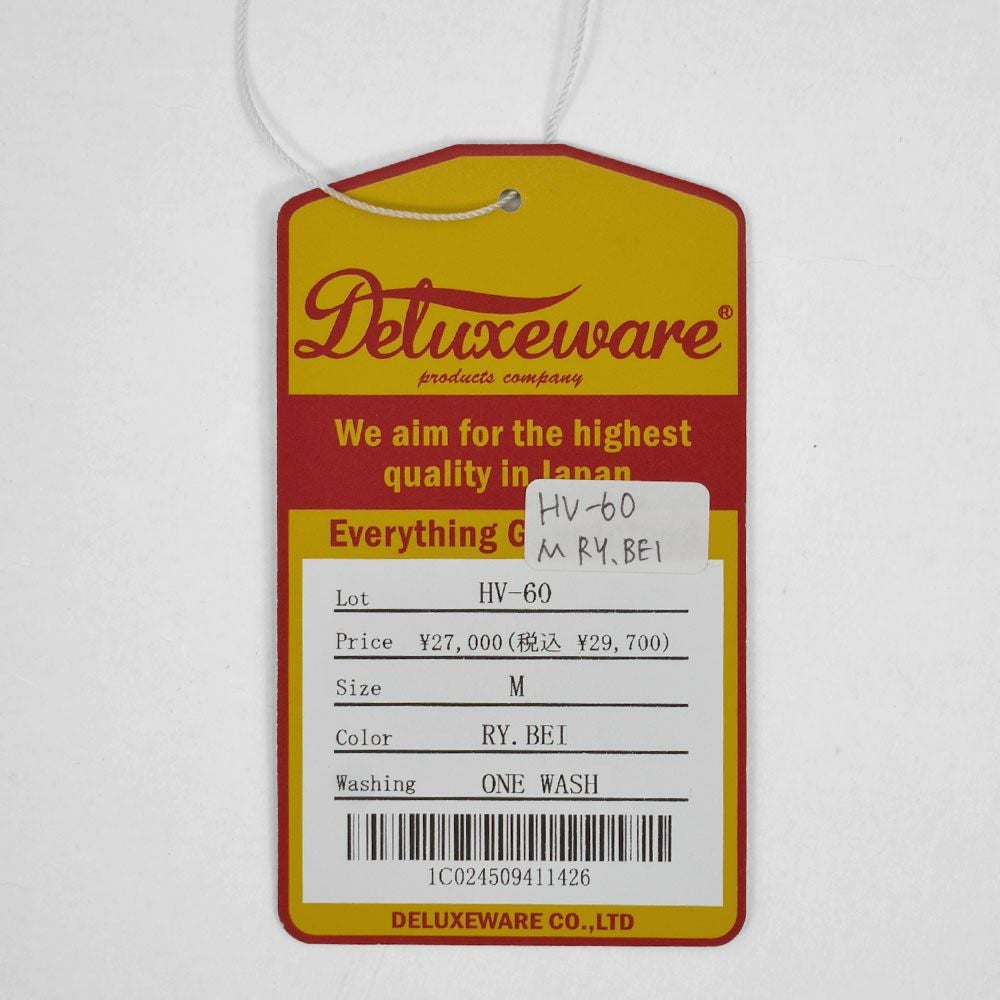 Deluxeware®
products company
We aim for the highest
quality in Japan
Everything
HV-60
M RY.BEI
Lot HV-60
Price ¥27,000(税込 ¥29,700)
Size M
Color RY.BEI
Washing ONE WASH
1C024509411426
DELUXEWARE CO.,LTD